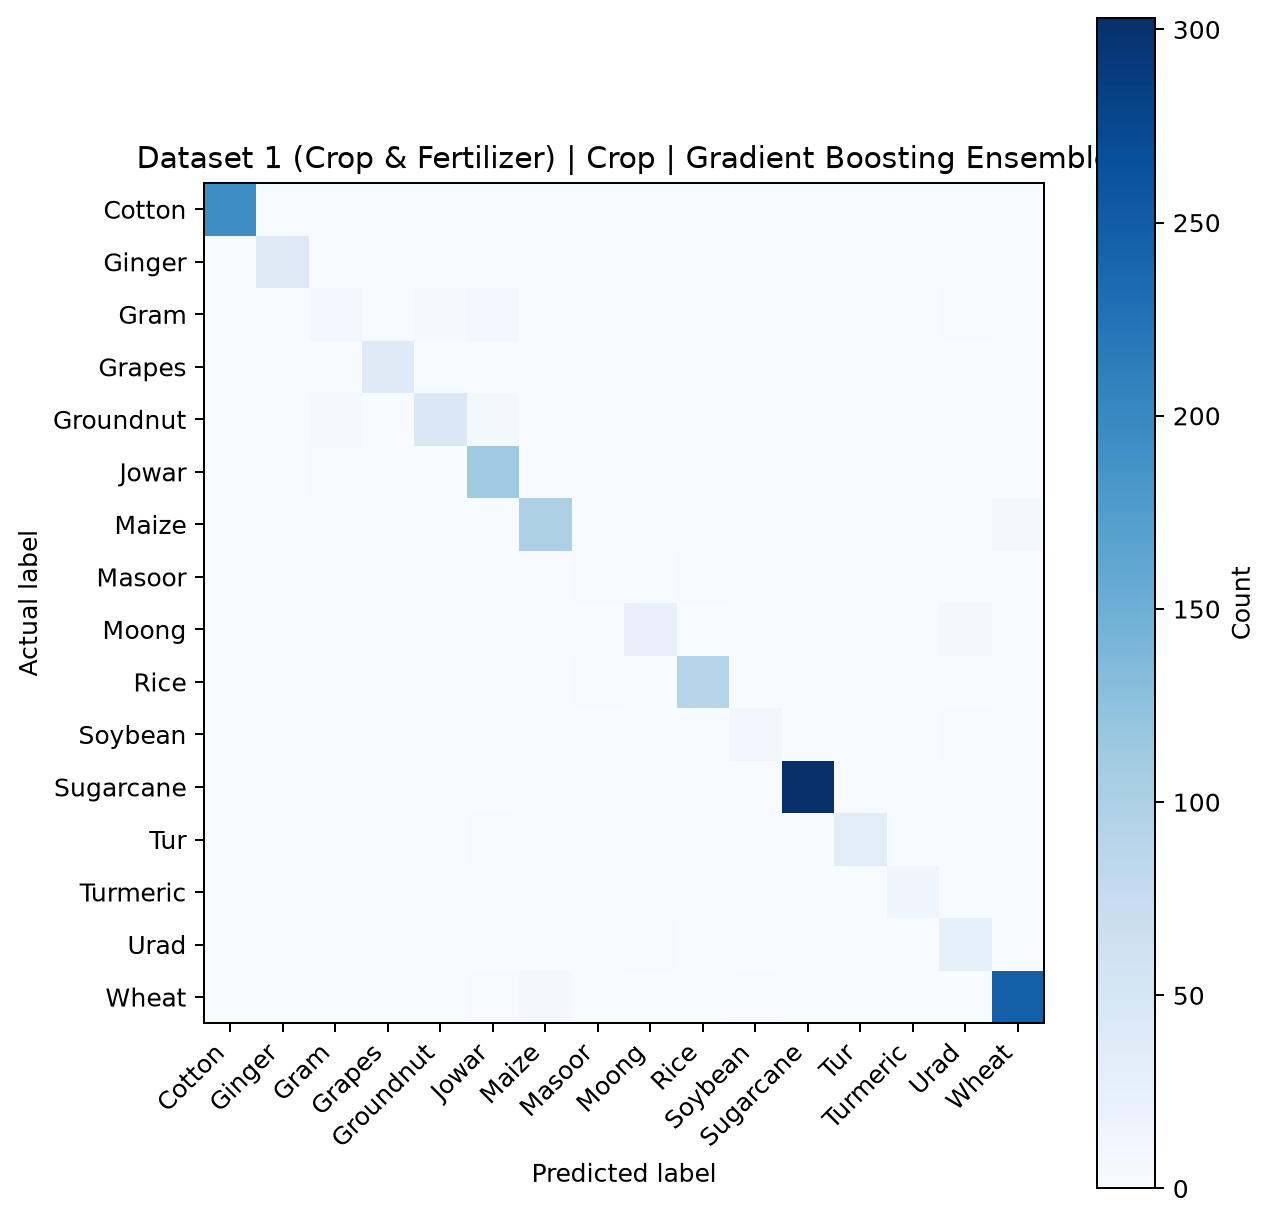 Dataset 1 (Crop & Fertilizer) | Crop | Gradient Boosting Ensembl
Cotton
Ginger
Gram
Grapes
Groundnut
Jowar
Maize
Masoor
Moong
Rice
Soybean
Sugarcane
Tur
Turmeric
Urad
Wheat
Actual label
Cotton
Ginger
Gram
Grapes
Groundnut
Jowar
Maize
Masoor
Moong
Rice
Soybean
Sugarcane
Tur
Turmeric
Urad
Wheat
Predicted label
300
250
200
150
100
50
0
Count